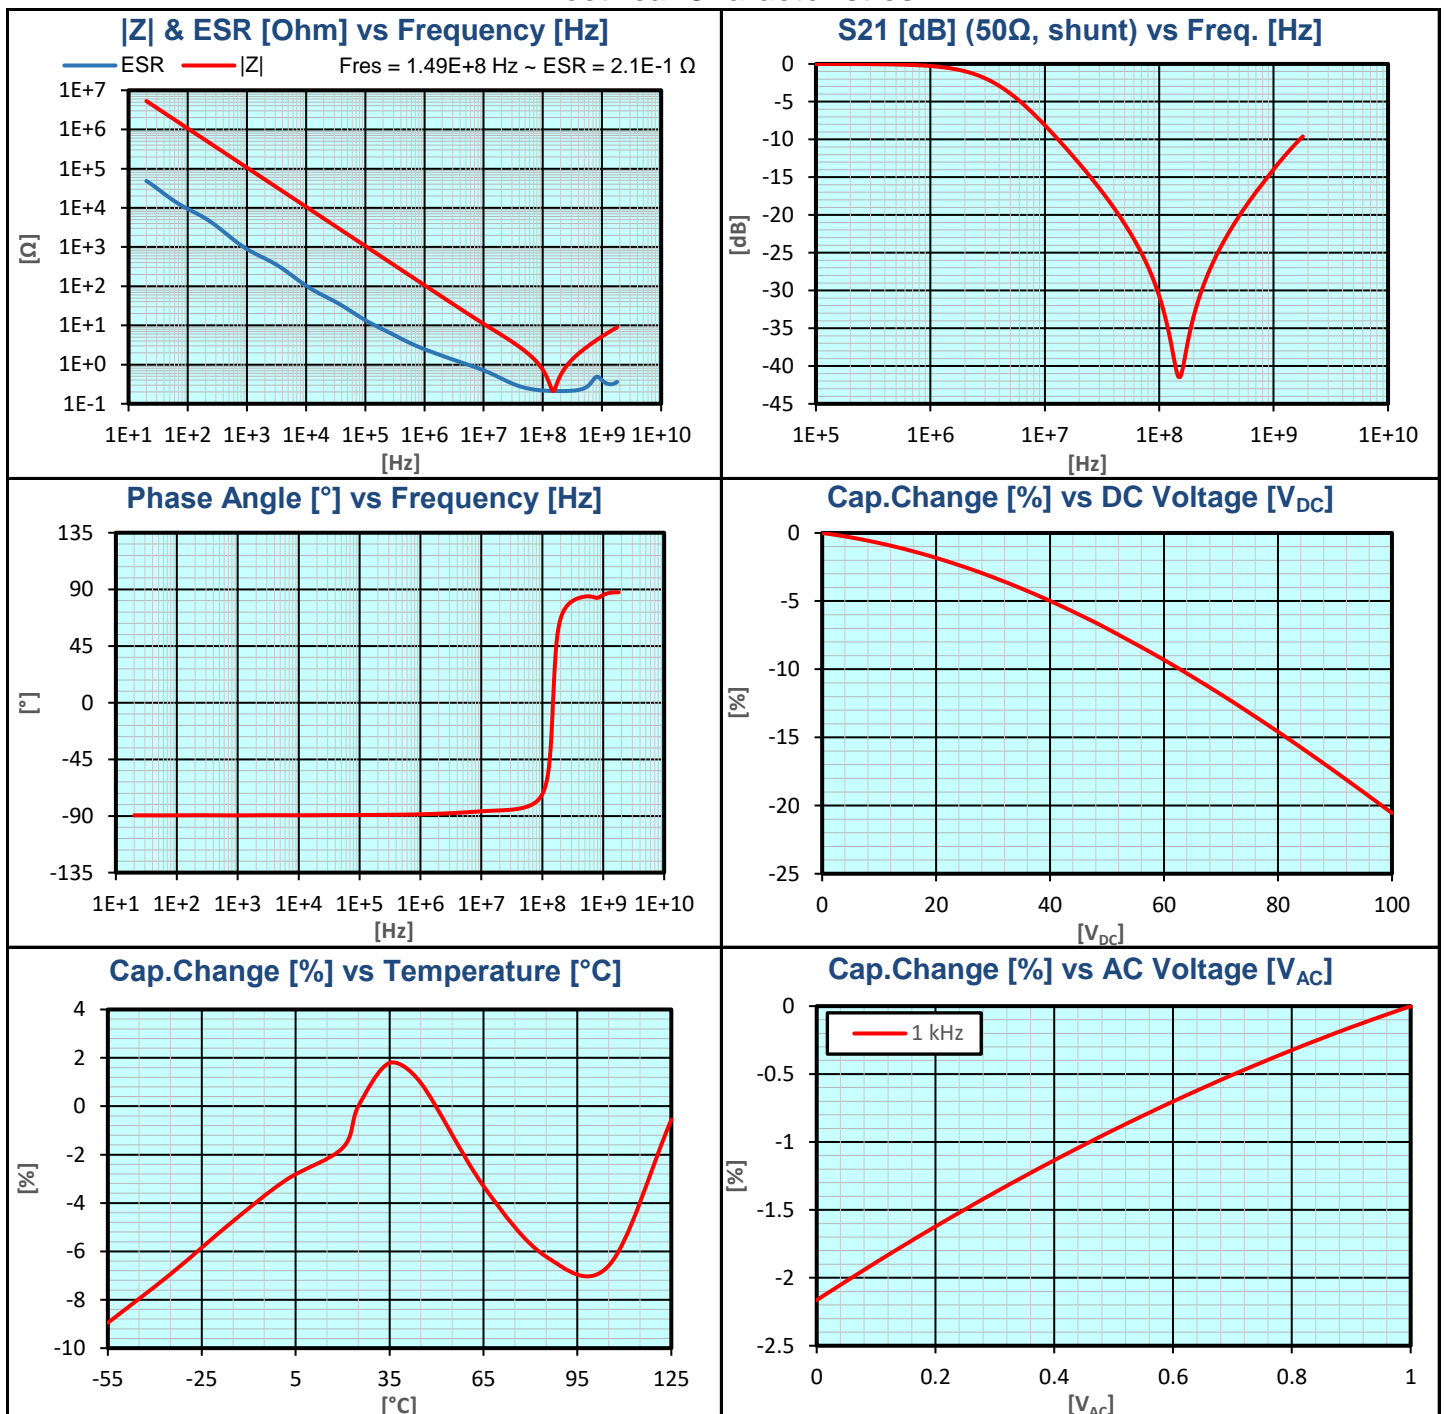 |Z| & ESR [Ohm] vs Frequency [Hz]
ESR |Z| Fres = 1.49E+8 Hz ~ ESR = 2.1E-1 Ω
1E+7
1E+6
1E+5
1E+4
1E+3
1E+2
1E+1
1E+0
1E-1
[Ω]
1E+1 1E+2 1E+3 1E+4 1E+5 1E+6 1E+7 1E+8 1E+9 1E+10
[Hz]
S21 [dB] (50Ω, shunt) vs Freq. [Hz]
0
-5
-10
-15
-20
-25
-30
-35
-40
-45
[dB]
1E+5 1E+6 1E+7 1E+8 1E+9 1E+10
[Hz]
Phase Angle [°] vs Frequency [Hz]
135
90
45
0
-45
-90
-135
[°]
1E+1 1E+2 1E+3 1E+4 1E+5 1E+6 1E+7 1E+8 1E+9 1E+10
[Hz]
Cap.Change [%] vs DC Voltage [VDC]
0
-5
-10
-15
-20
-25
[%]
0 20 40 60 80 100
[VDC]
Cap.Change [%] vs Temperature [°C]
4
2
0
-2
-4
-6
-8
-10
[%]
-55 -25 5 35 65 95 125
[°C]
Cap.Change [%] vs AC Voltage [VAC]
1 kHz
0
-0.5
-1
-1.5
-2
-2.5
[%]
0 0.2 0.4 0.6 0.8 1
[VAC]